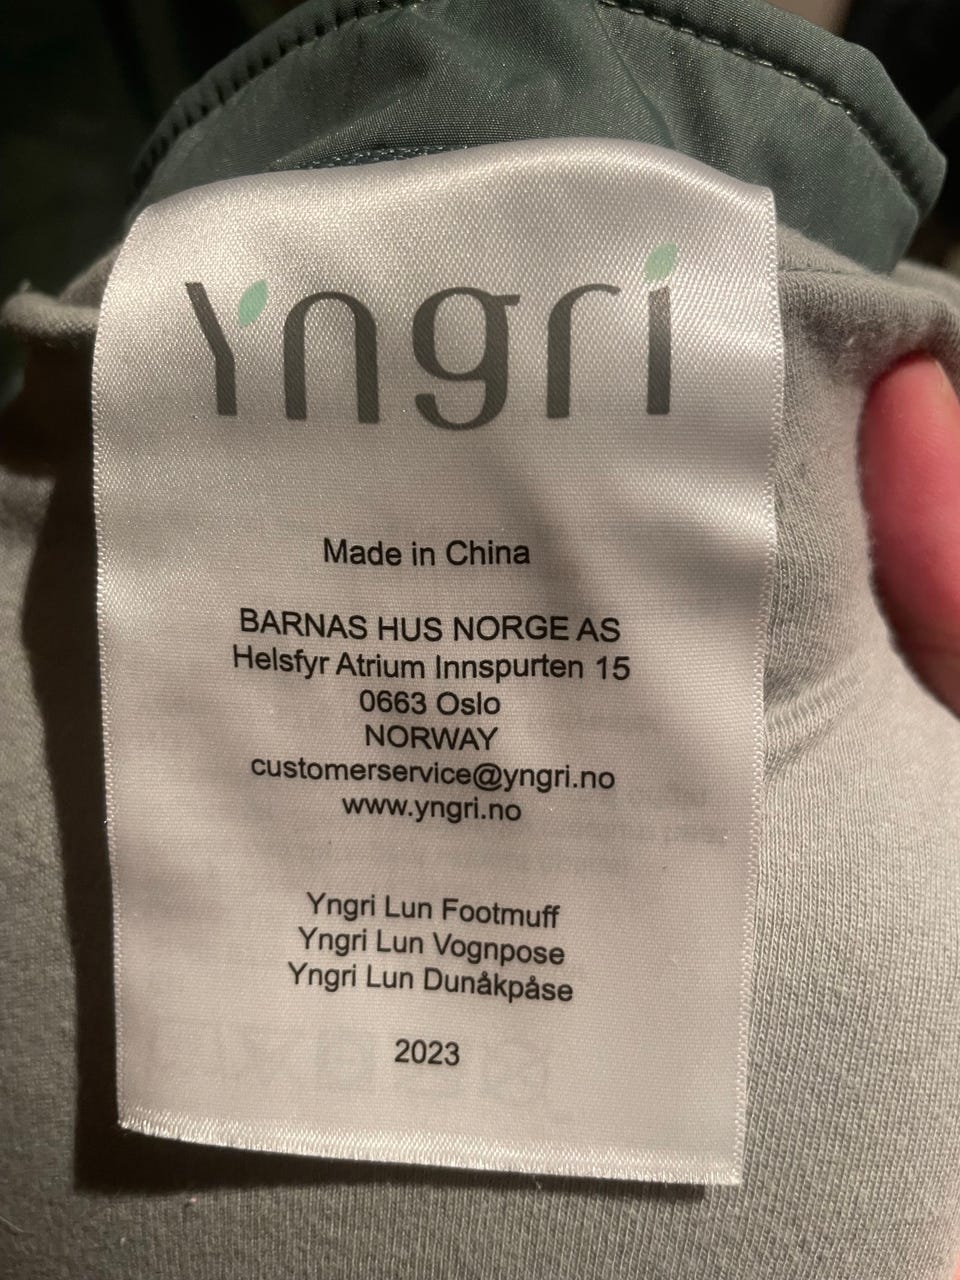 Yngri
Made in China
BARNAS HUS NORGE AS
Helsfyr Atrium Innspurten 15
0663 Oslo
NORWAY
customerservice@yngri.no
www.yngri.no
Yngri Lun Footmuff
Yngri Lun Vognpose
Yngri Lun Dunåkpåse
2023